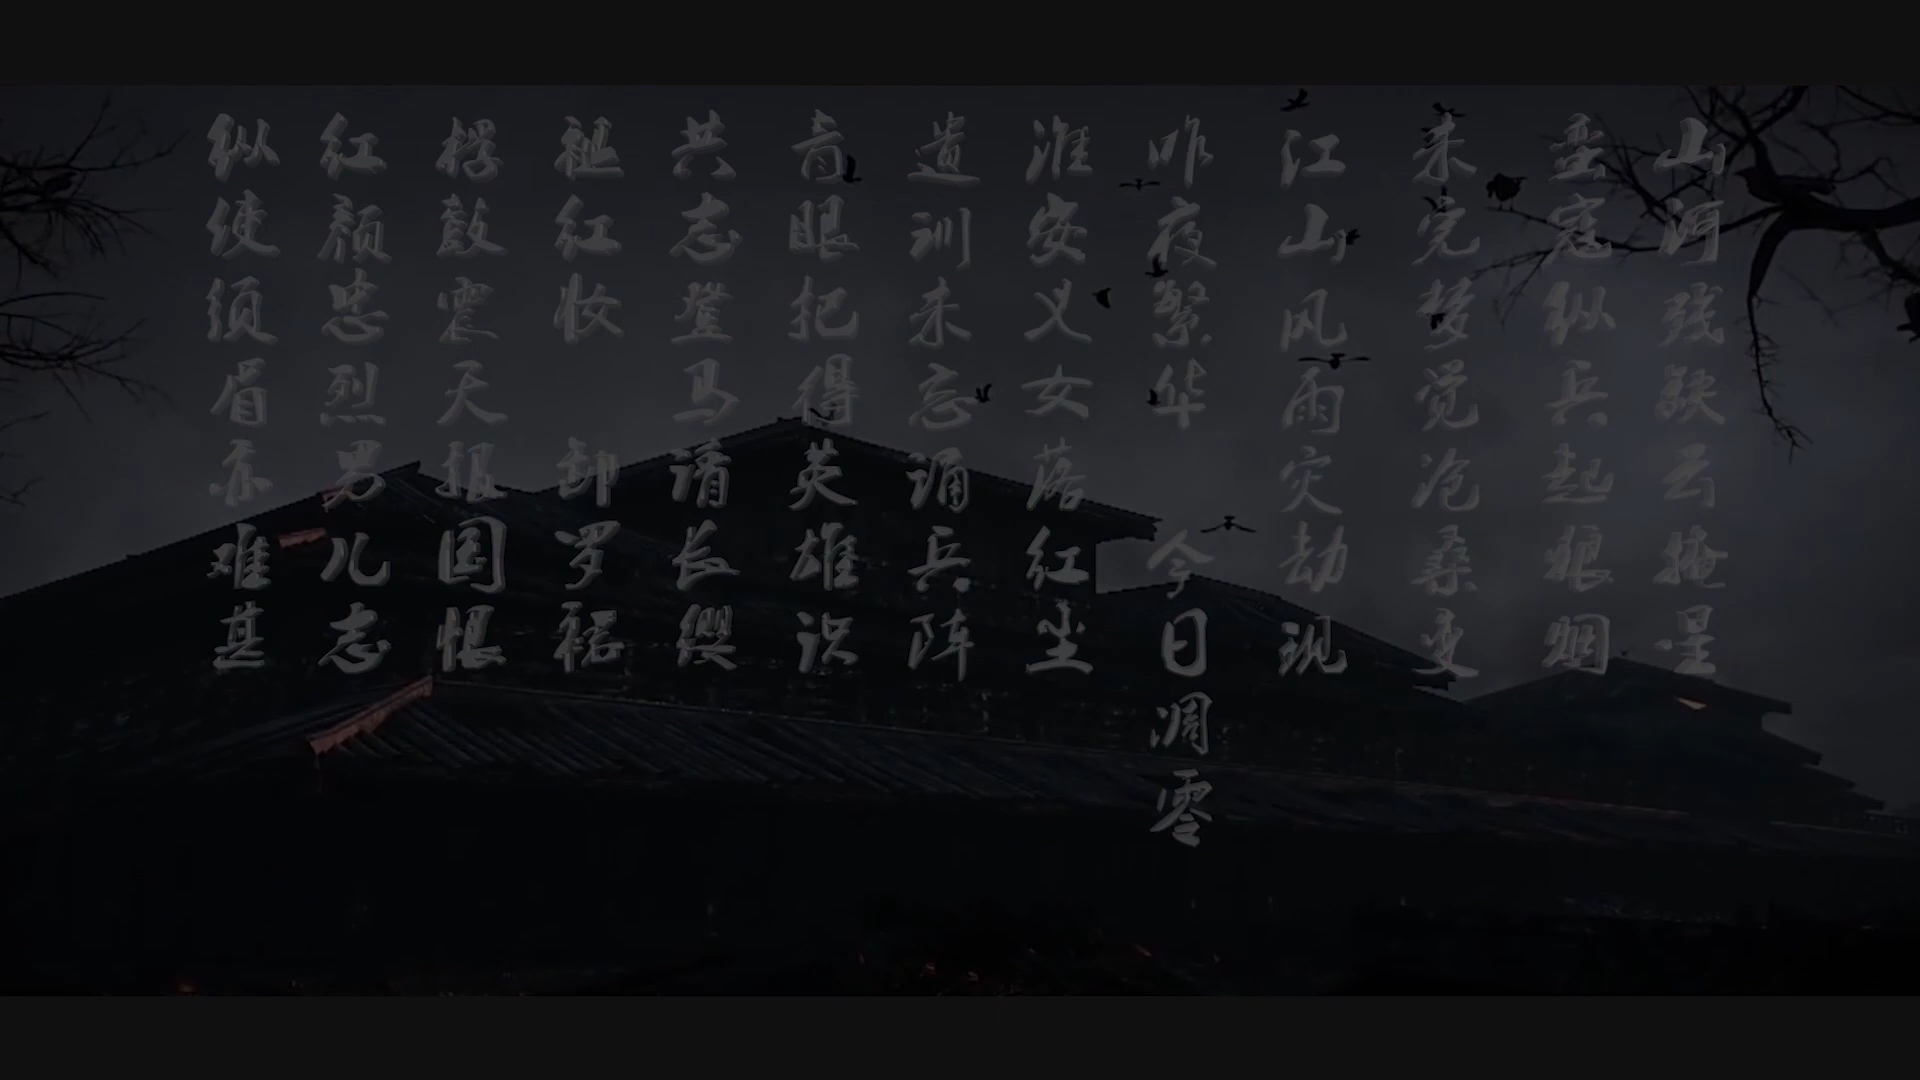 山河残缺云掩星
蛮寇纵兵起狼烟
未完梦觉沧桑变
江山风雨灾劫现
昨夜繁华 今日凋零
淮安义女落红尘
遗训未忘诵兵阵
青眼把得英雄识
共志登马请长缨
褪红妆 卸罗裙
桴鼓震天报国恨
红颜忠烈男儿志
纵使须眉亦难甚